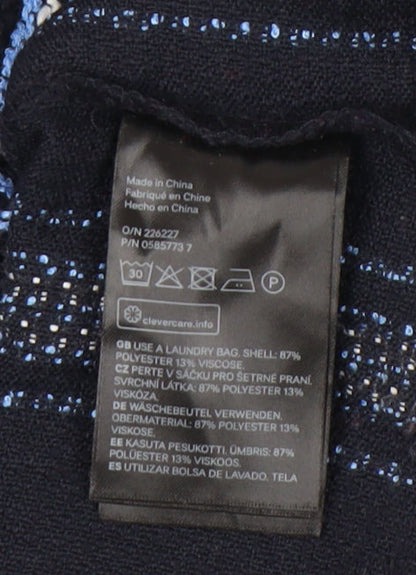 Made in China
Fabriqué en Chine
Hecho en China
O/N 226227
P/N 0585773 7
30
P
clevercare.info
GB USE A LAUNDRY BAG. SHELL: 87%
POLYESTER 13% VISCOSE.
CZ PERTE V SÁČKU PRO ŠETRNÉ PRANÍ.
SVRCHNÍ LÁTKA: 87% POLYESTER 13%
VISKÓZA.
DE WÄSCHEBEUTEL VERWENDEN.
OBERMATERIAL: 87% POLYESTER 13%
VISKOSE.
EE KASUTA PESUKOTTI. ÜMBRIS: 87%
POLÜESTER 13% VISKOOS.
ES UTILIZAR BOLSA DE LAVADO. TELA